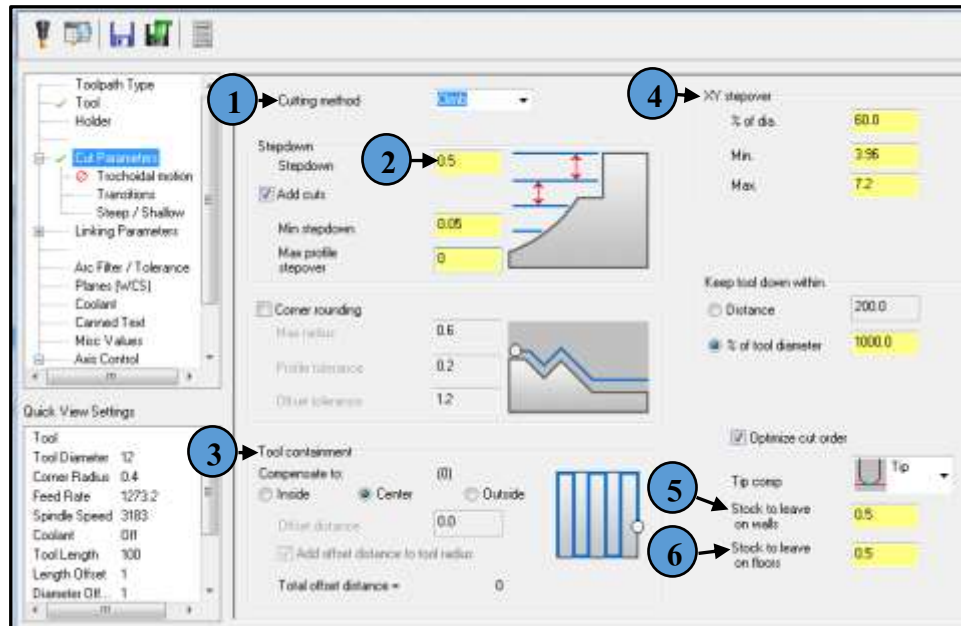 Toolpath Type
Tool
Holder
Cut Parameters
Trochoidal motion
Transitions
Steep / Shallow
Linking Parameters
Arc Filter / Tolerance
Planes (WCS)
Coolant
Canned Text
Misc Values
Axis Control
Quick View Settings
Tool
Tool Diameter 12
Corner Radius 0.4
Feed Rate 1273.2
Spindle Speed 3183
Coolant Off
Tool Length 100
Length Offset 1
Diameter Off... 1
1 Cutting method Climb
Stepdown
2
Stepdown 0.5
Add cuts
Min stepdown 0.05
Max profile
stepover 0
Corner rounding
Max radius 0.6
Profile tolerance 0.2
Offset tolerance 1.2
3 Tool containment
Compensate to: (0)
Inside Center Outside
Offset distance 0.0
Add offset distance to tool radius
Total offset distance = 0
4 XY stepover
% of dia. 60.0
Min. 3.96
Max. 7.2
Keep tool down within
Distance 200.0
% of tool diameter 1000.0
Optimize cut order
Tip comp Tip
5 Stock to leave
on walls 0.5
6 Stock to leave
on floors 0.5